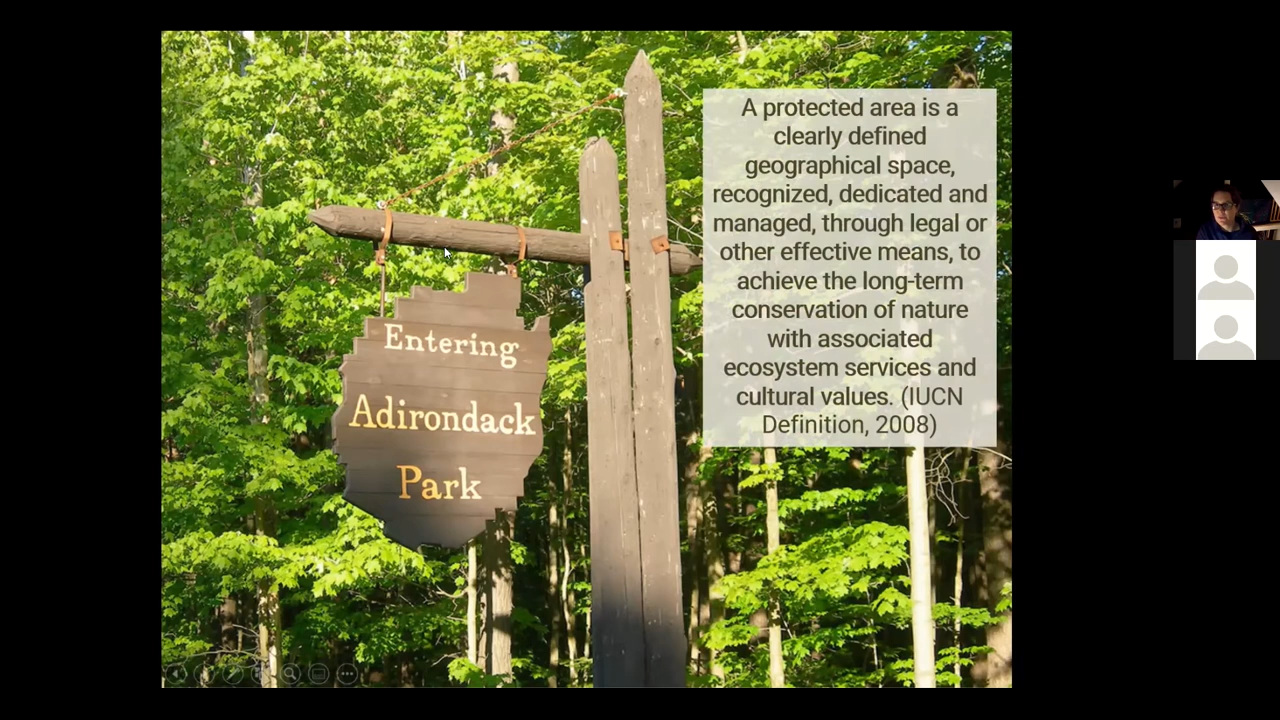 Entering
Adirondack
Park
A protected area is a
clearly defined
geographical space,
recognized, dedicated and
managed, through legal or
other effective means, to
achieve the long-term
conservation of nature
with associated
ecosystem services and
cultural values. (IUCN
Definition, 2008)